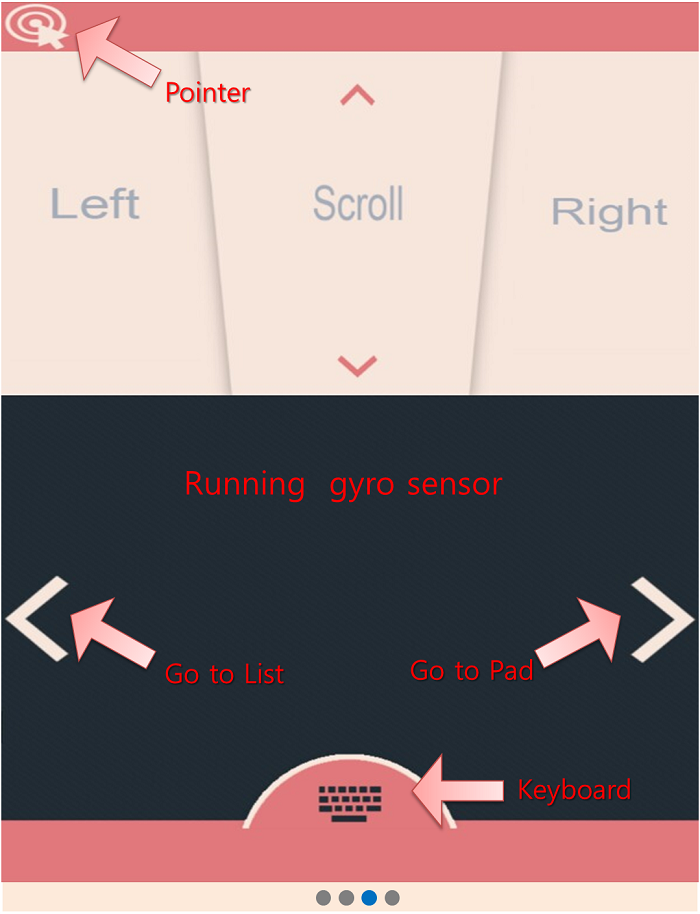 Pointer
Left
Scroll
Right
Running gyro sensor
Go to List
Go to Pad
Keyboard